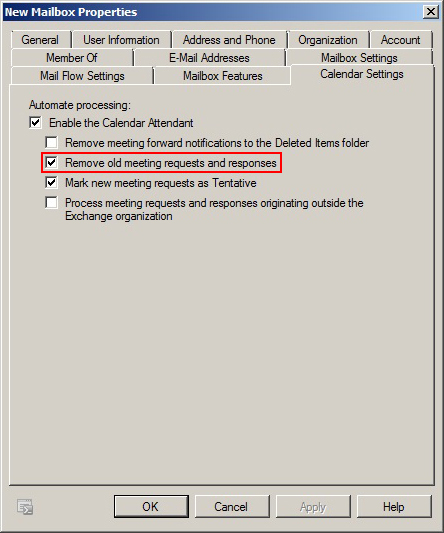 New Mailbox Properties
General User Information Address and Phone Organization Account
Member Of E-Mail Addresses Mailbox Settings
Mail Flow Settings Mailbox Features Calendar Settings
Automate processing:
Enable the Calendar Attendant
Remove meeting forward notifications to the Deleted Items folder
Remove old meeting requests and responses
Mark new meeting requests as Tentative
Process meeting requests and responses originating outside the
Exchange organization
OK Cancel Apply Help